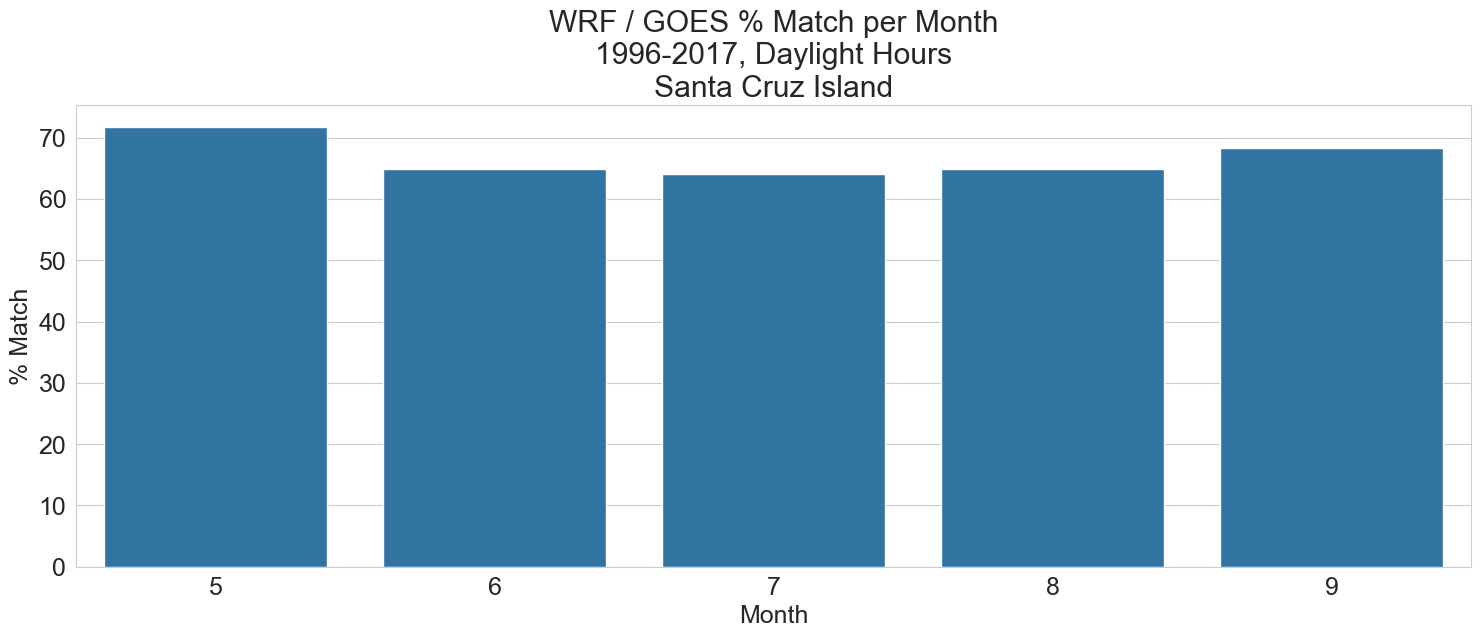 WRF / GOES % Match per Month
1996-2017, Daylight Hours
Santa Cruz Island
% Match
70
60
50
40
30
20
10
0
5 6 7 8 9
Month